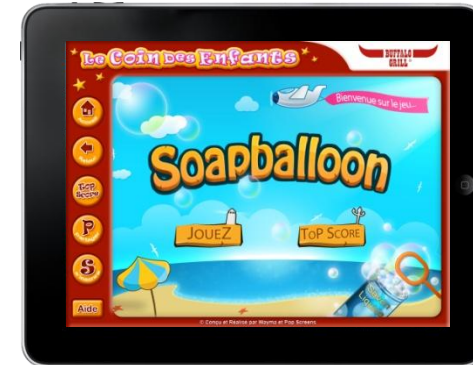 Le Coin Des Enfants
BUFFALO
GRILL
Bienvenue sur le jeu...
Soapballoon
JOUEZ
TOP SCORE
TOP
Score
P
S
Aide
© Conçu et Réalisé par Wayma et Pop Screens